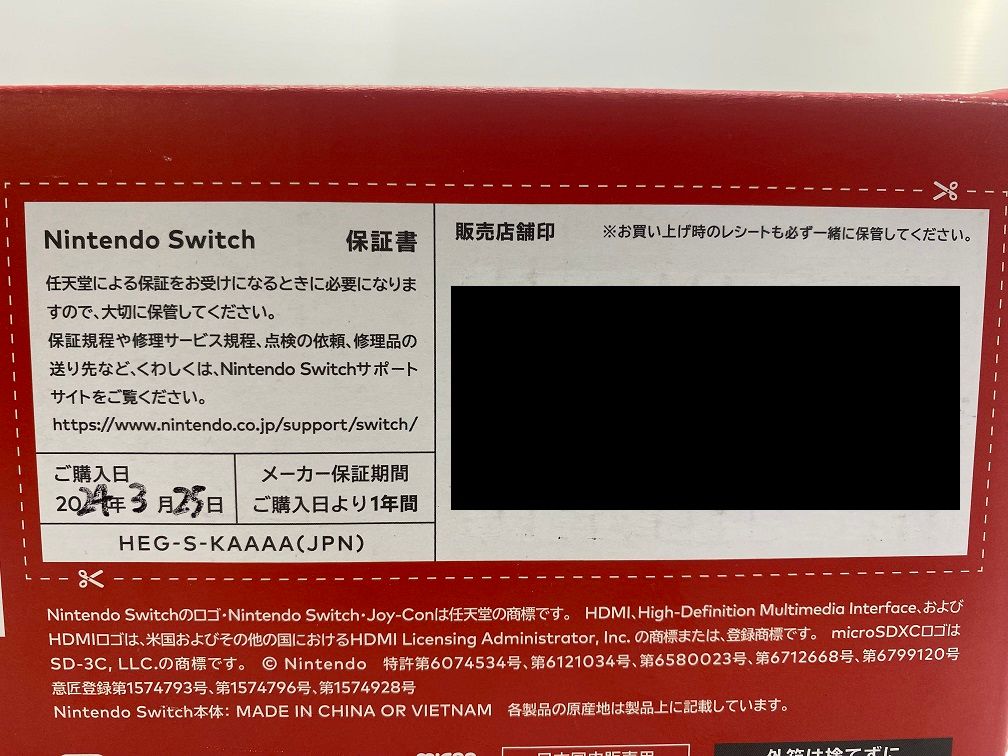 Nintendo Switch 保証書
任天堂による保証をお受けになるときに必要になりま
すので、大切に保管してください。
保証規程や修理サービス規程、点検の依頼、修理品の
送り先など、くわしくは、Nintendo Switchサポート
サイトをご覧ください。
https://www.nintendo.co.jp/support/switch/
ご購入日
2024年3月25日
メーカー保証期間
ご購入日より1年間
HEG-S-KAAAA(JPN)
販売店舗印 ※お買い上げ時のレシートも必ず一緒に保管してください。
Nintendo Switchのロゴ・Nintendo Switch・Joy-Conは任天堂の商標です。 HDMI、High-Definition Multimedia Interface、および
HDMIロゴは、米国およびその他の国におけるHDMI Licensing Administrator, Inc. の商標または、登録商標です。 microSDXCロゴは
SD-3C, LLC.の商標です。 © Nintendo 特許第6074534号、第6121034号、第6580023号、第6712668号、第6799120号
意匠登録第1574793号、第1574796号、第1574928号
Nintendo Switch本体: MADE IN CHINA OR VIETNAM 各製品の原産地は製品上に記載しています。